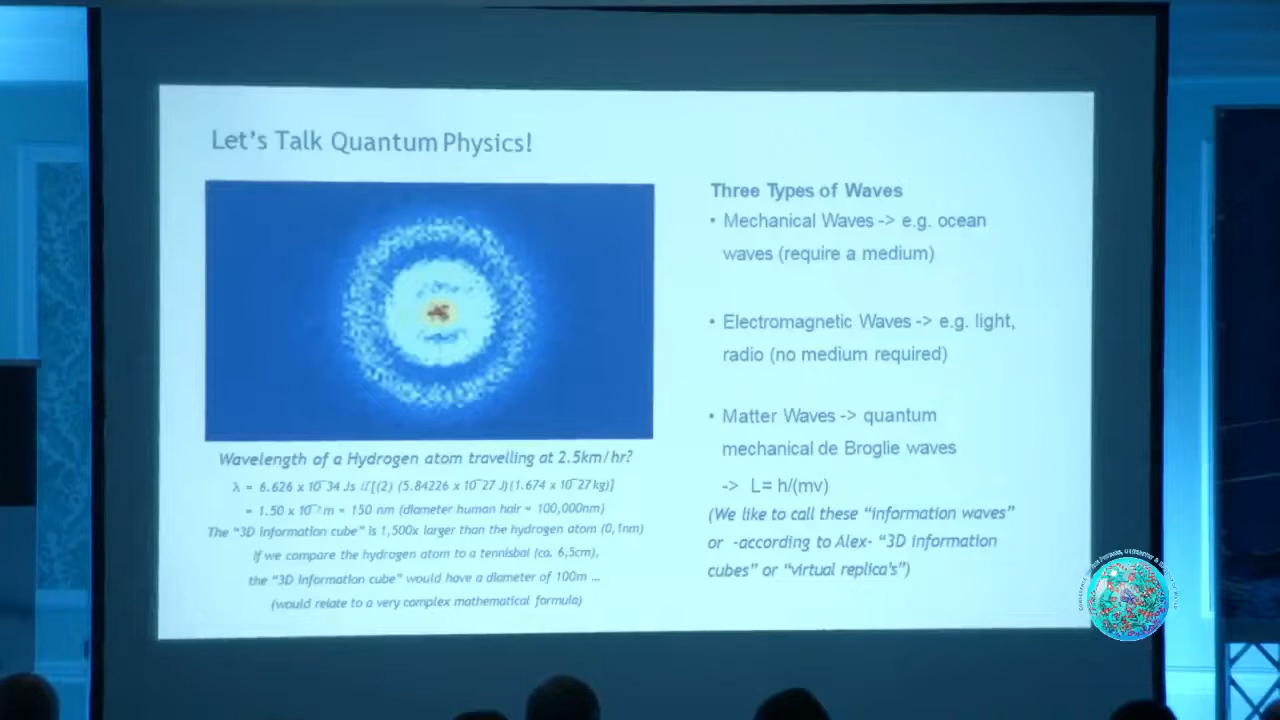 Let's Talk Quantum Physics!
Wavelength of a Hydrogen atom travelling at 2.5km/hr?
= 1.50 x 10⁻⁷m = 150 nm (diameter human hair = 100,000nm)
The "3D Information cube" is 1,500x larger than the hydrogen atom (0,1nm)
If we compare the hydrogen atom to a tennisbal (ca. 6,5cm),
the "3D Information cube" would have a diameter of 100m ...
(would relate to a very complex mathematical formula)
Three Types of Waves
• Mechanical Waves -> e.g. ocean
waves (require a medium)
• Electromagnetic Waves -> e.g. light,
radio (no medium required)
• Matter Waves -> quantum
mechanical de Broglie waves
-> L= h/(mv)
(We like to call these "information waves"
or -according to Alex- "3D information
cubes" or "virtual replica's")